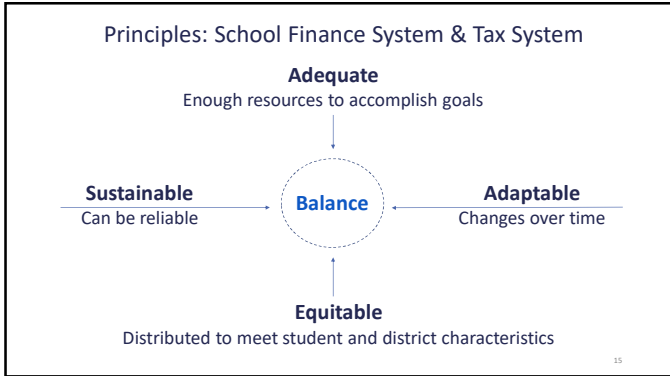 Principles: School Finance System & Tax System
Adequate
Enough resources to accomplish goals
Sustainable
Can be reliable
Balance
Adaptable
Changes over time
Equitable
Distributed to meet student and district characteristics
15